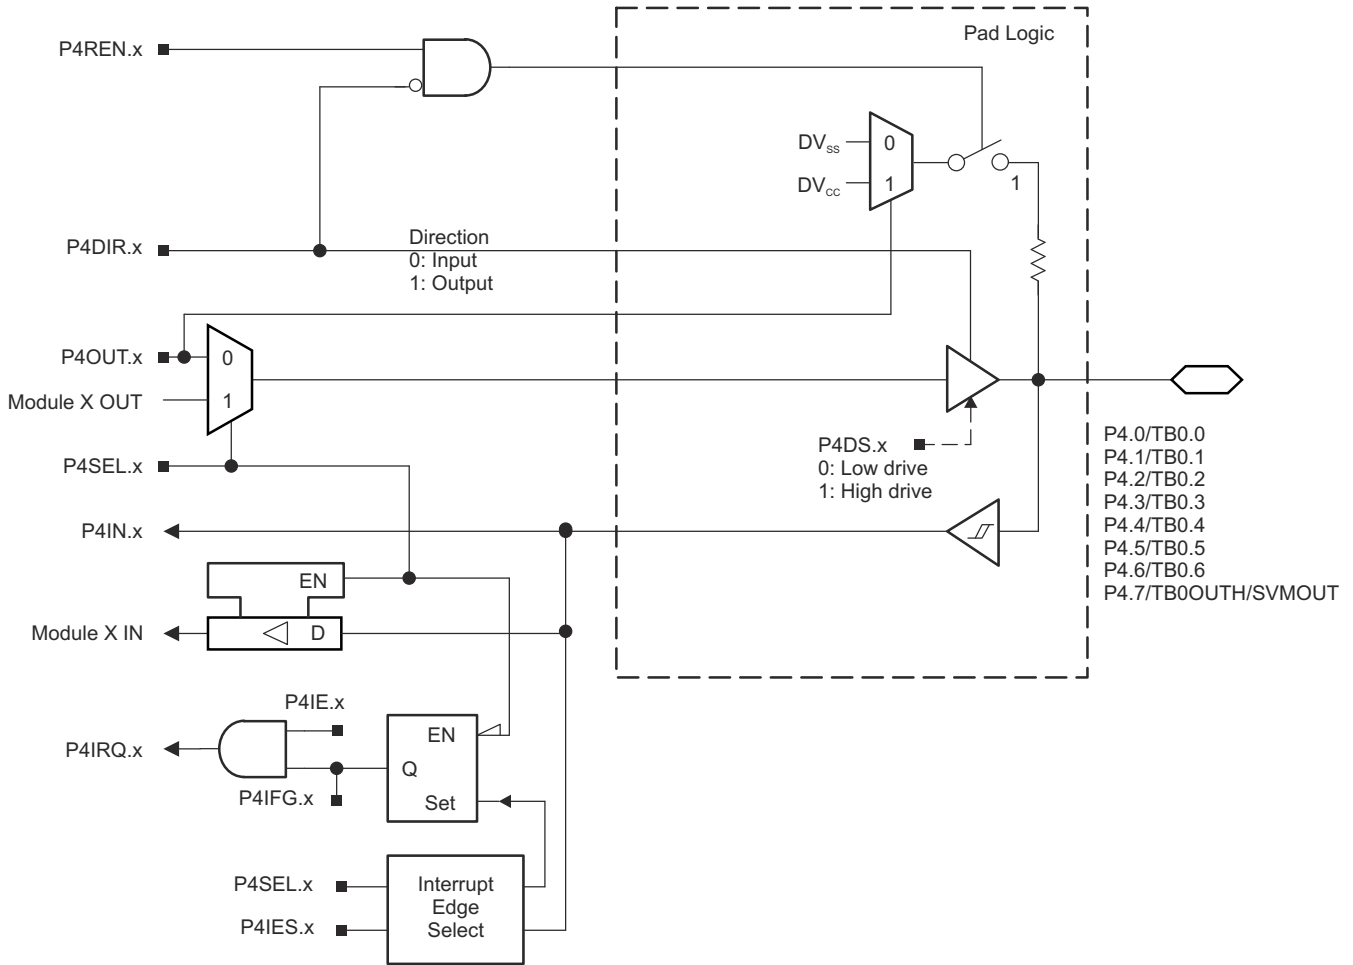 Pad Logic
P4REN.x
DVSS
0
DVCC
1
1
P4DIR.x
Direction
0: Input
1: Output
P4OUT.x
0
Module X OUT
1
P4SEL.x
P4DS.x
0: Low drive
1: High drive
P4.0/TB0.0
P4.1/TB0.1
P4.2/TB0.2
P4.3/TB0.3
P4.4/TB0.4
P4.5/TB0.5
P4.6/TB0.6
P4.7/TB0OUTH/SVMOUT
P4IN.x
EN
Module X IN
D
P4IE.x
P4IRQ.x
EN
Q
P4IFG.x
Set
P4SEL.x
P4IES.x
Interrupt
Edge
Select